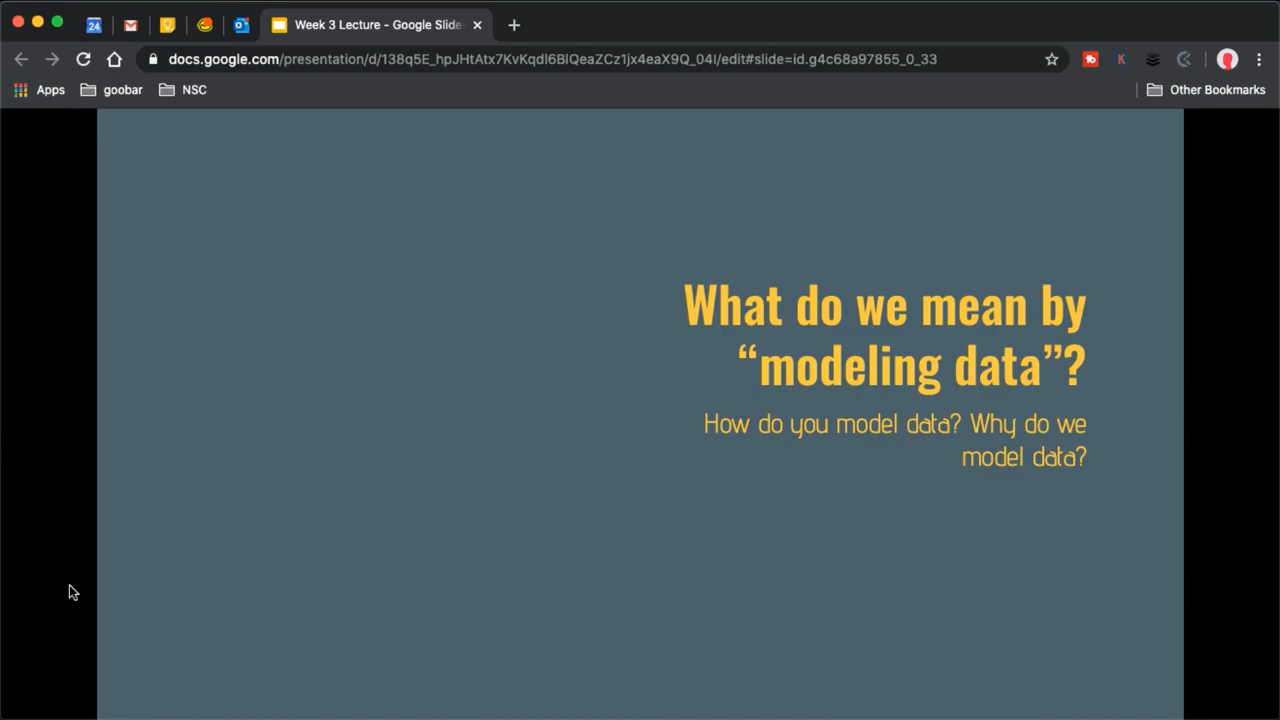 24
Week 3 Lecture - Google Slide
docs.google.com/presentation/d/138q5E_hpJHtAtx7KvKqdl6BlQeaZCz1jx4eaX9Q_04I/edit#slide=id.g4c68a97855_0_33
Apps
goobar
NSC
Other Bookmarks
What do we mean by
“modeling data”?
How do you model data? Why do we
model data?